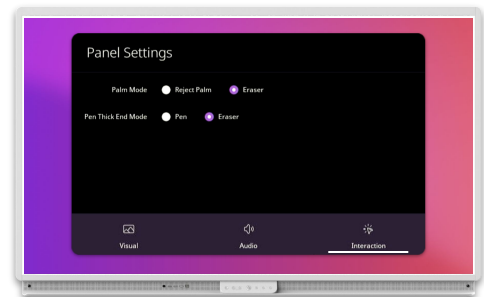 Panel Settings
Palm Mode Reject Palm Eraser
Pen Thick End Mode Pen Eraser
Visual Audio Interaction